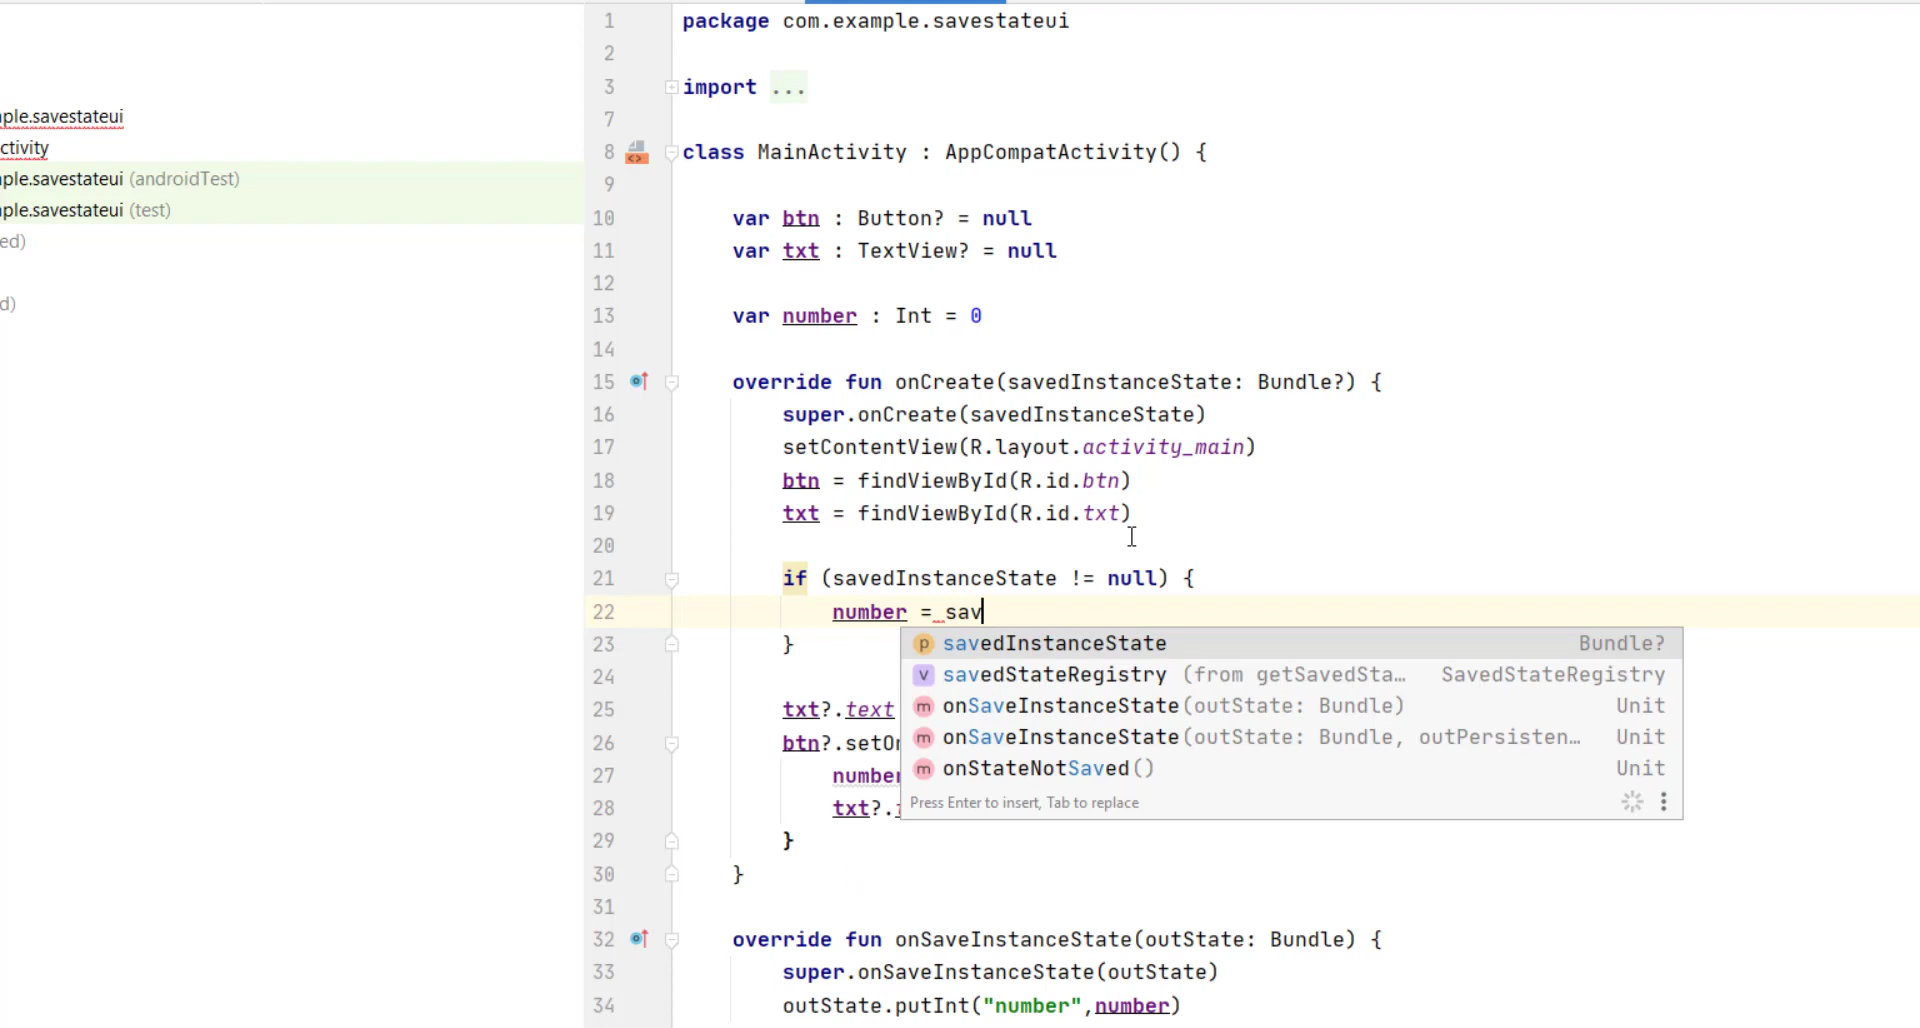 ple.savestateui
ctivity
ple.savestateui (androidTest)
ple.savestateui (test)
ed)
d)
1 package com.example.savestateui
2
3 import ...
7
8 class MainActivity : AppCompatActivity() {
9
10 var btn : Button? = null
11 var txt : TextView? = null
12
13 var number : Int = 0
14
15 override fun onCreate(savedInstanceState: Bundle?) {
16 super.onCreate(savedInstanceState)
17 setContentView(R.layout.activity_main)
18 btn = findViewById(R.id.btn)
19 txt = findViewById(R.id.txt)
20
21 if (savedInstanceState != null) {
22 number = sav
23 }
savedInstanceState Bundle?
savedStateRegistry (from getSavedSta... SavedStateRegistry
onSaveInstanceState(outState: Bundle) Unit
onSaveInstanceState(outState: Bundle, outPersisten... Unit
onStateNotSaved() Unit
Press Enter to insert, Tab to replace
24
25 txt?.text
26 btn?.setOn
27 number
28 txt?.
29 }
30 }
31
32 override fun onSaveInstanceState(outState: Bundle) {
33 super.onSaveInstanceState(outState)
34 outState.putInt("number",number)